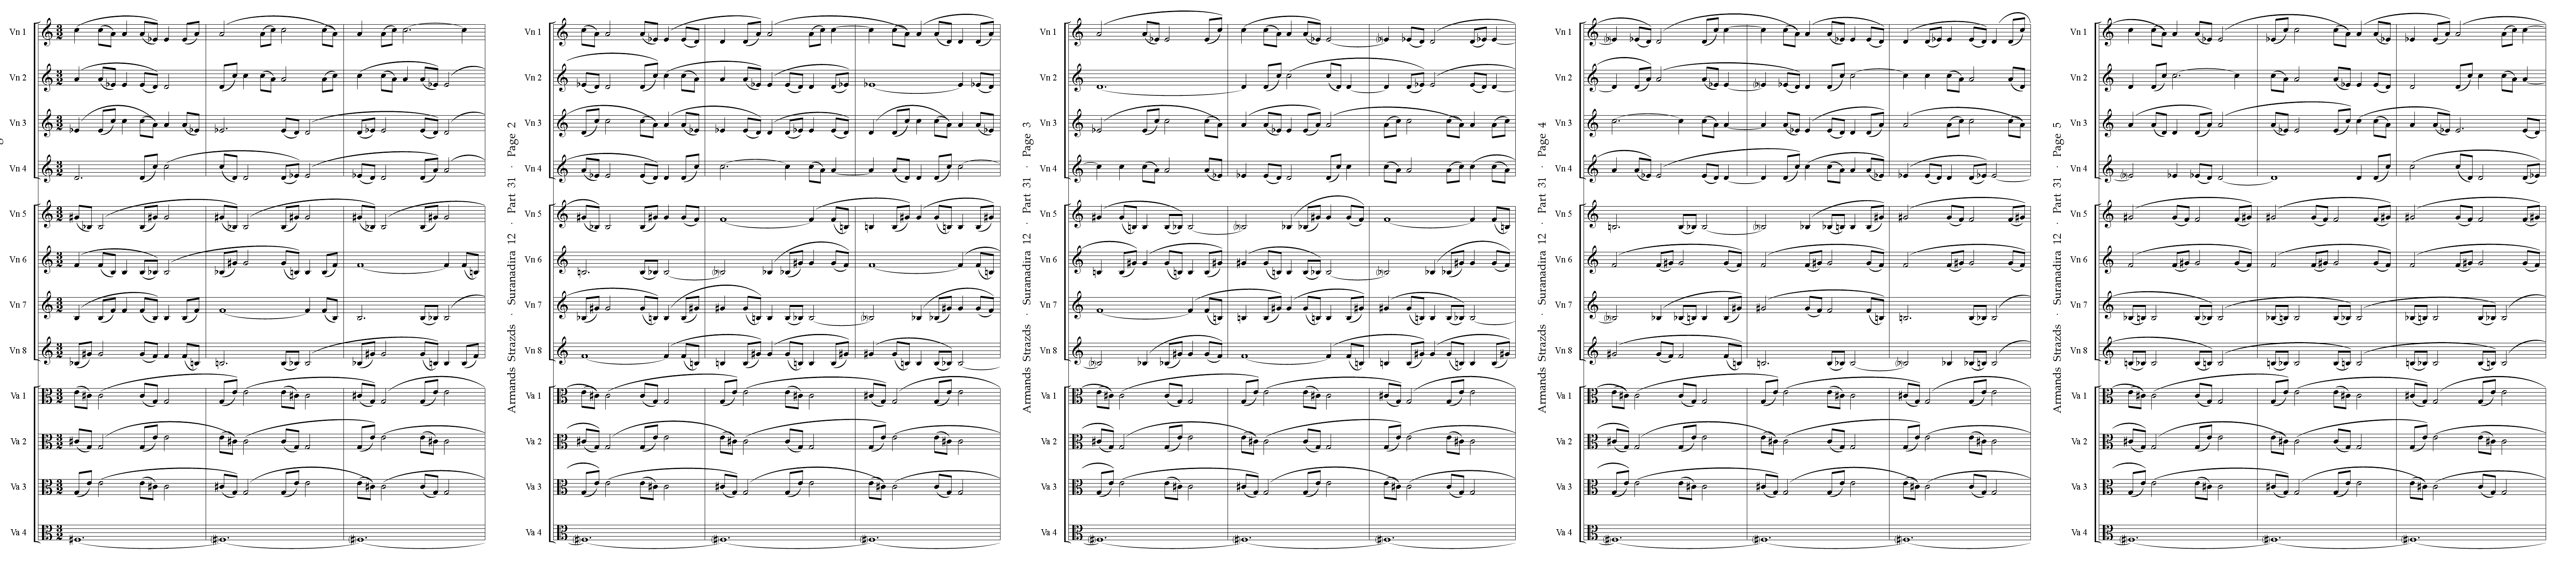 Vn 1
Vn 2
Vn 3
Vn 4
Vn 5
Vn 6
Vn 7
Vn 8
Va 1
Va 2
Va 3
Va 4
Armands Strazds · Suranadira 12 · Part 31 · Page 2
Vn 1
Vn 2
Vn 3
Vn 4
Vn 5
Vn 6
Vn 7
Vn 8
Va 1
Va 2
Va 3
Va 4
Armands Strazds · Suranadira 12 · Part 31 · Page 3
Vn 1
Vn 2
Vn 3
Vn 4
Vn 5
Vn 6
Vn 7
Vn 8
Va 1
Va 2
Va 3
Va 4
Armands Strazds · Suranadira 12 · Part 31 · Page 4
Vn 1
Vn 2
Vn 3
Vn 4
Vn 5
Vn 6
Vn 7
Vn 8
Va 1
Va 2
Va 3
Va 4
Armands Strazds · Suranadira 12 · Part 31 · Page 5
Vn 1
Vn 2
Vn 3
Vn 4
Vn 5
Vn 6
Vn 7
Vn 8
Va 1
Va 2
Va 3
Va 4